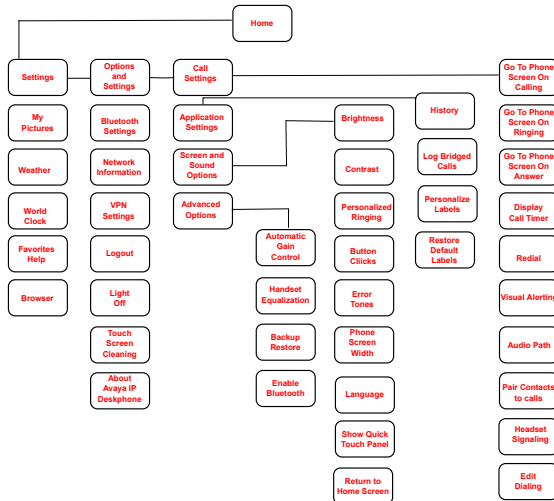 Home
Settings
Options
and
Settings
Call
Settings
Go To Phone
Screen On
Calling
My
Pictures
Bluetooth
Settings
Application
Settings
Brightness
History
Go To Phone
Screen On
Ringing
Weather
Network
Information
Screen and
Sound
Options
Contrast
Log Bridged
Calls
Go To Phone
Screen On
Answer
World
Clock
VPN
Settings
Advanced
Options
Personalized
Ringing
Personalize
Labels
Display
Call Timer
Favorites
Help
Logout
Automatic
Gain
Control
Button
Cliicks
Restore
Default
Labels
Redial
Browser
Light
Off
Handset
Equalization
Error
Tones
Visual Alerting
Touch
Screen
Cleaning
Backup
Restore
Phone
Screen
Width
Audio Path
About
Avaya IP
Deskphone
Enable
Bluetooth
Language
Pair Contacts
to calls
Show Quick
Touch Panel
Headset
Signaling
Return to
Home Screen
Edit
Dialing